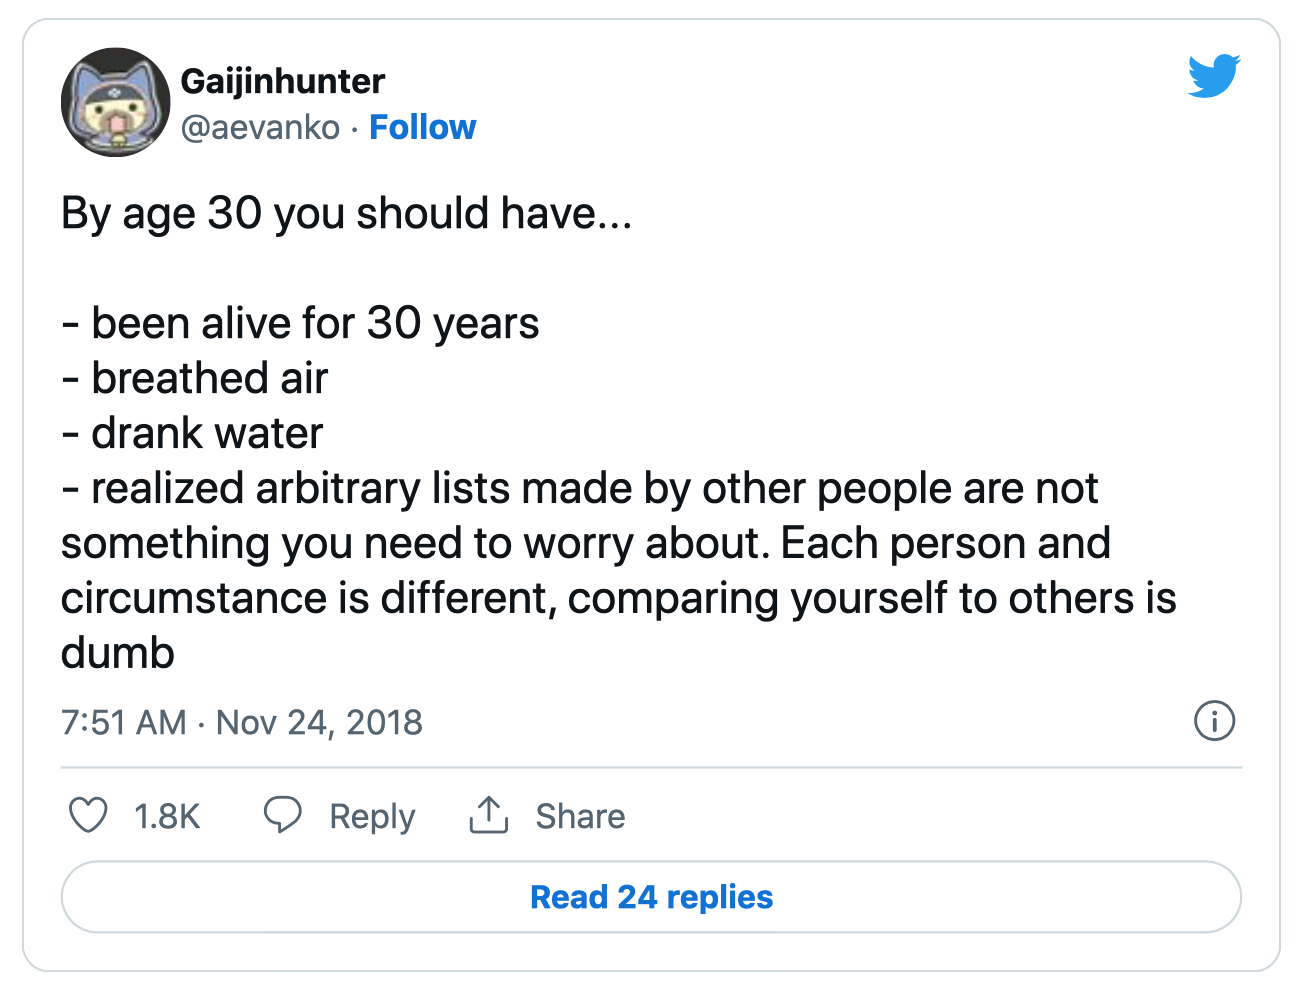 Gaijinhunter
@aevanko · Follow
By age 30 you should have...
- been alive for 30 years
- breathed air
- drank water
- realized arbitrary lists made by other people are not
something you need to worry about. Each person and
circumstance is different, comparing yourself to others is
dumb
7:51 AM · Nov 24, 2018
1.8K Reply Share
Read 24 replies